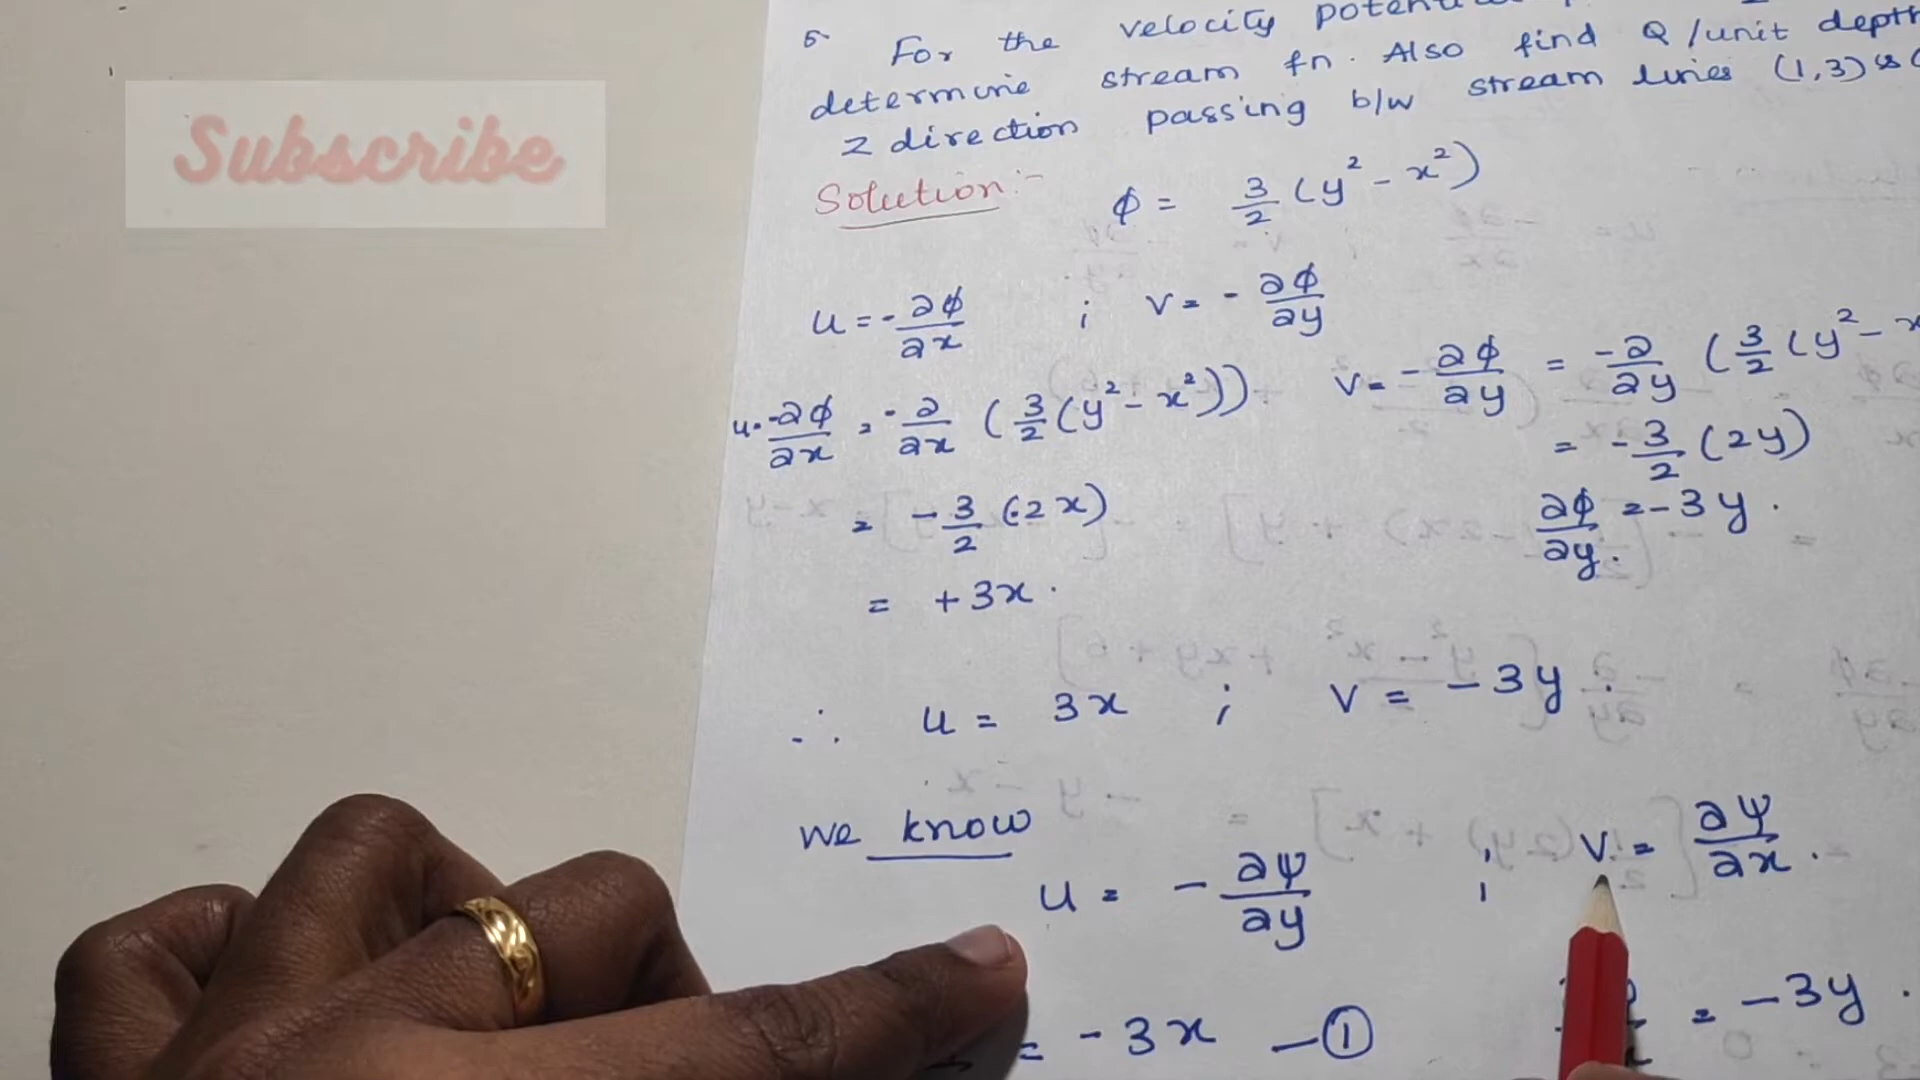 Subscribe
5 For the velocity
determine stream fn. Also find Q/unit depth
Z direction passing b/w stream lines (1,3) &
Solution:-
ϕ = 3/2 (y² - x²)
u = - ∂ϕ/∂x ; v = - ∂ϕ/∂y
u = -∂ϕ/∂x = -∂/∂x (3/2 (y² - x²)).
v = - ∂ϕ/∂y = -∂/∂y (3/2 (y² -
= -3/2 (-2x)
= -3/2 (2y)
= +3x.
∂ϕ/∂y. = -3y.
∴ u = 3x ; v = -3y.
We know
u = - ∂ψ/∂y ; v = ∂ψ/∂x.
= -3x — ①
= -3y.